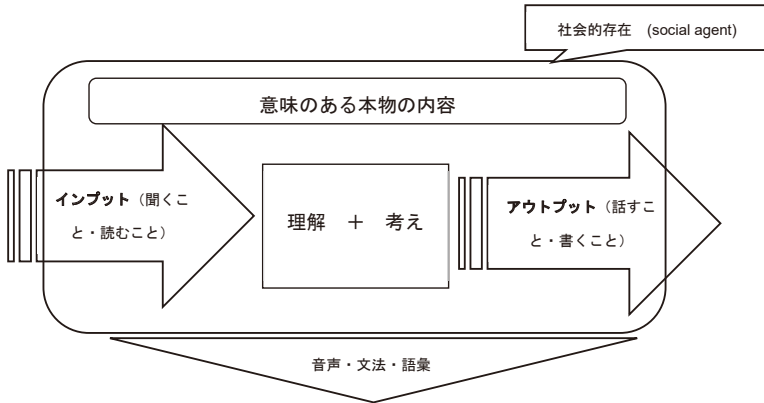 社会的存在　(social agent)
意味のある本物の内容
インプット（聞くこ
と・読むこと）
理解　＋　考え
アウトプット（話すこ
と・書くこと）
音声・文法・語彙